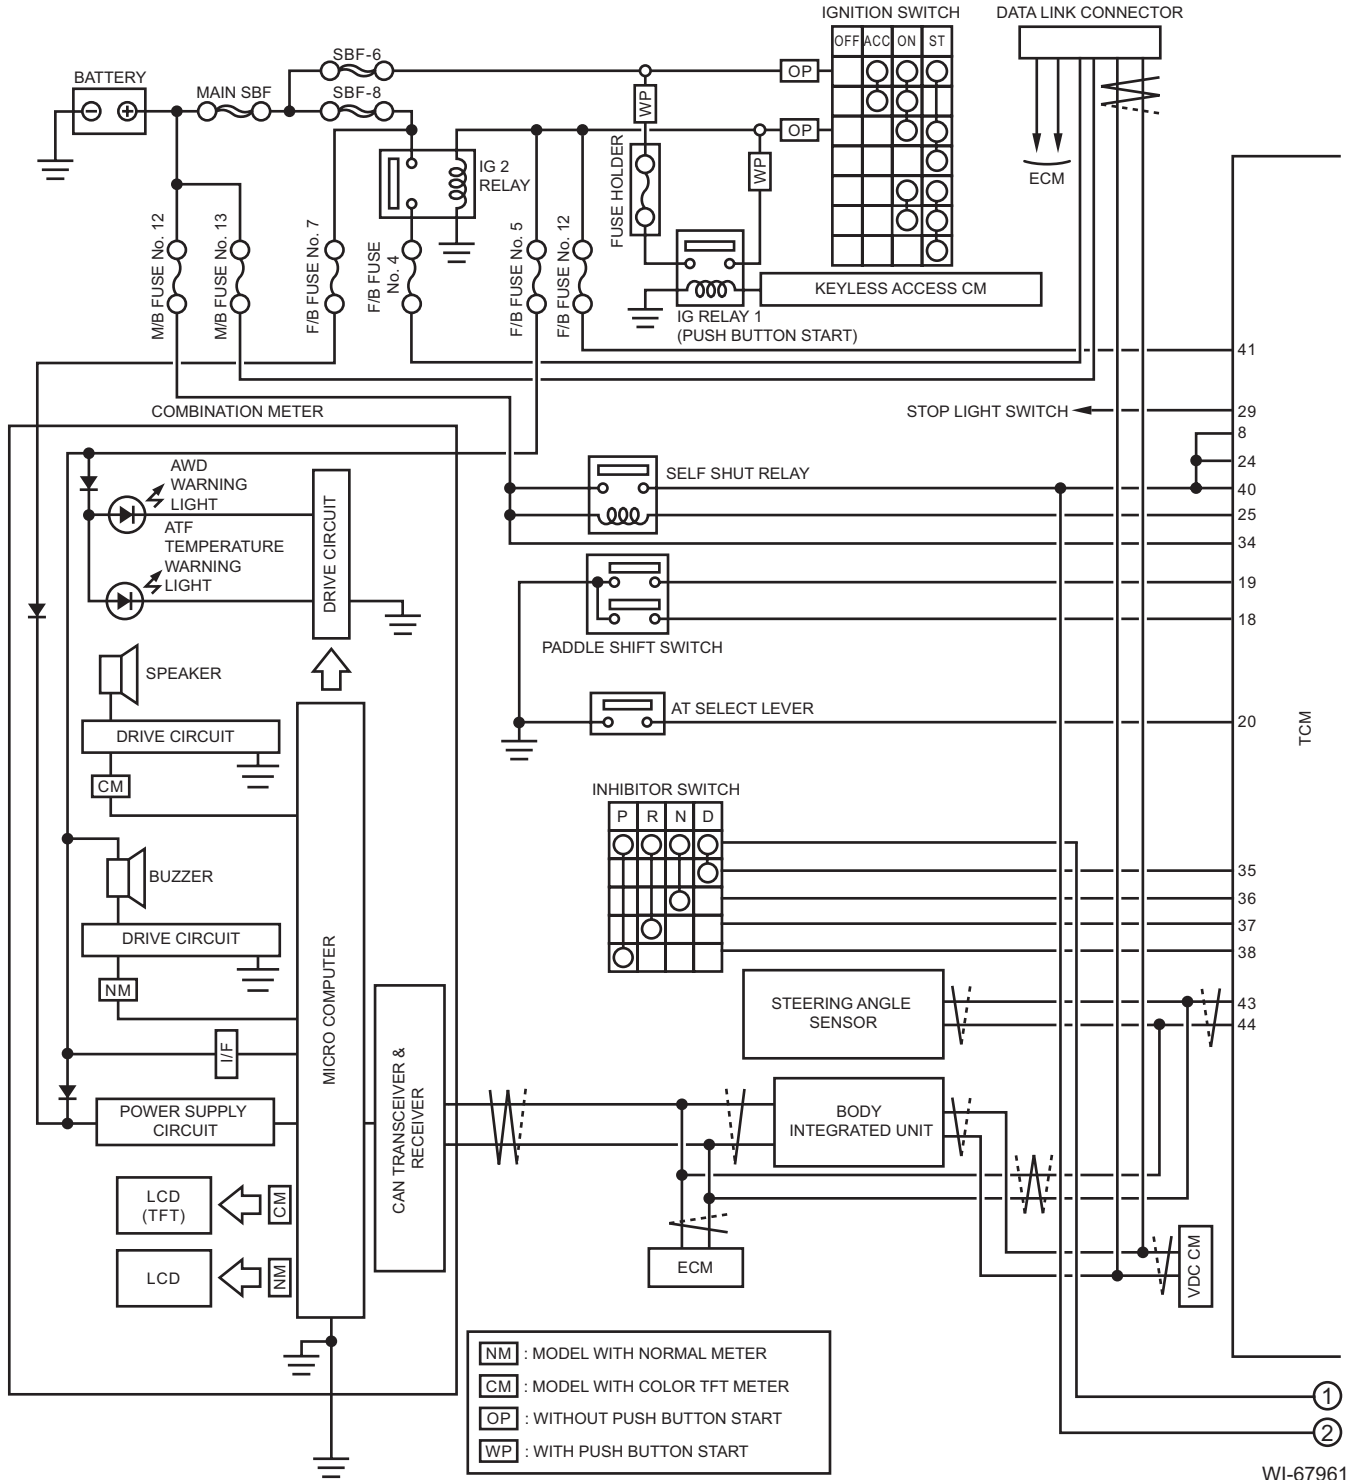 IGNITION SWITCH
DATA LINK CONNECTOR
OFF ACC ON ST
SBF-6
OP
BATTERY
MAIN SBF
SBF-8
WP
OP
IG 2
RELAY
FUSE HOLDER
WP
ECM
M/B FUSE No. 12
M/B FUSE No. 13
F/B FUSE No. 7
F/B FUSE
No. 4
F/B FUSE No. 5
F/B FUSE No. 12
KEYLESS ACCESS CM
IG RELAY 1
(PUSH BUTTON START)
41
COMBINATION METER
STOP LIGHT SWITCH
29
8
24
40
25
34
19
18
20
TCM
AWD
WARNING
LIGHT
ATF
TEMPERATURE
WARNING
LIGHT
DRIVE CIRCUIT
SELF SHUT RELAY
PADDLE SHIFT SWITCH
AT SELECT LEVER
SPEAKER
DRIVE CIRCUIT
CM
INHIBITOR SWITCH
P R N D
35
36
37
38
BUZZER
DRIVE CIRCUIT
NM
I/F
MICRO COMPUTER
STEERING ANGLE
SENSOR
43
44
POWER SUPPLY
CIRCUIT
CAN TRANSCEIVER &
RECEIVER
BODY
INTEGRATED UNIT
LCD
(TFT)
CM
LCD
NM
ECM
VDC CM
NM : MODEL WITH NORMAL METER
CM : MODEL WITH COLOR TFT METER
OP : WITHOUT PUSH BUTTON START
WP : WITH PUSH BUTTON START
1
2
WI-67961